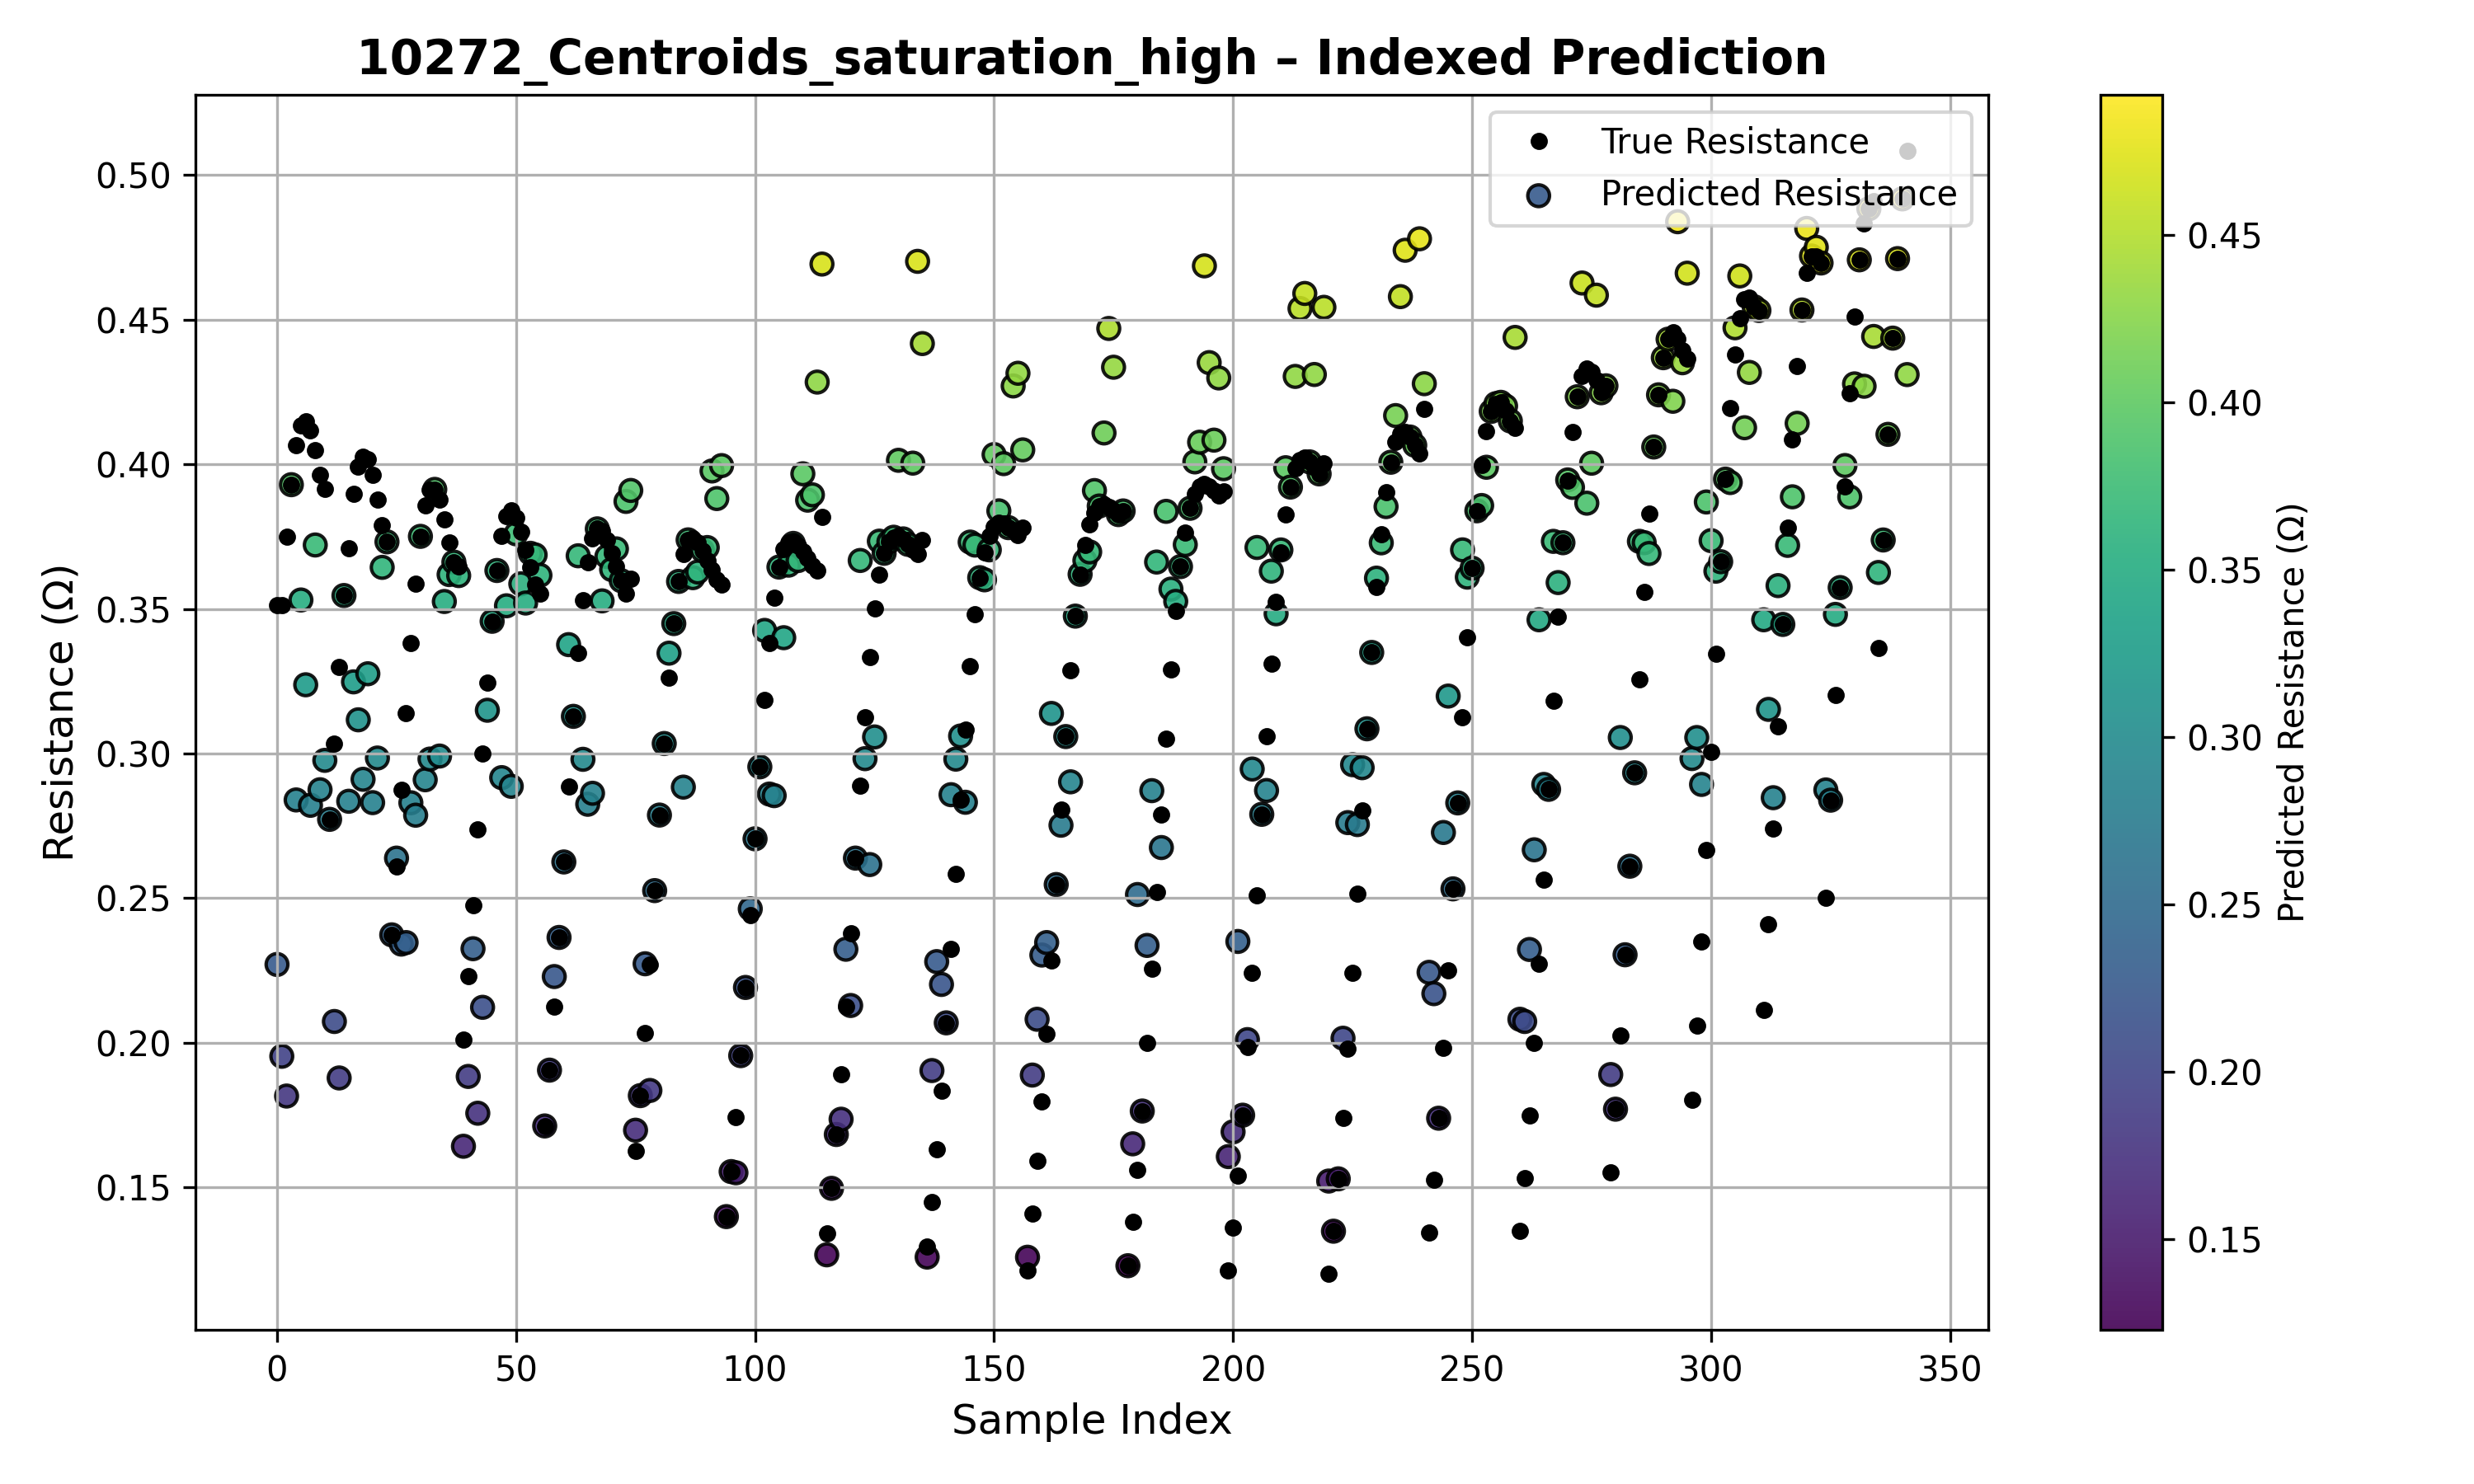 10272_Centroids_saturation_high – Indexed Prediction
True Resistance
Predicted Resistance
Resistance (Ω)
0.50
0.45
0.40
0.35
0.30
0.25
0.20
0.15
0 50 100 150 200 250 300 350
Sample Index
0.45
0.40
0.35
0.30
0.25
0.20
0.15
Predicted Resistance (Ω)